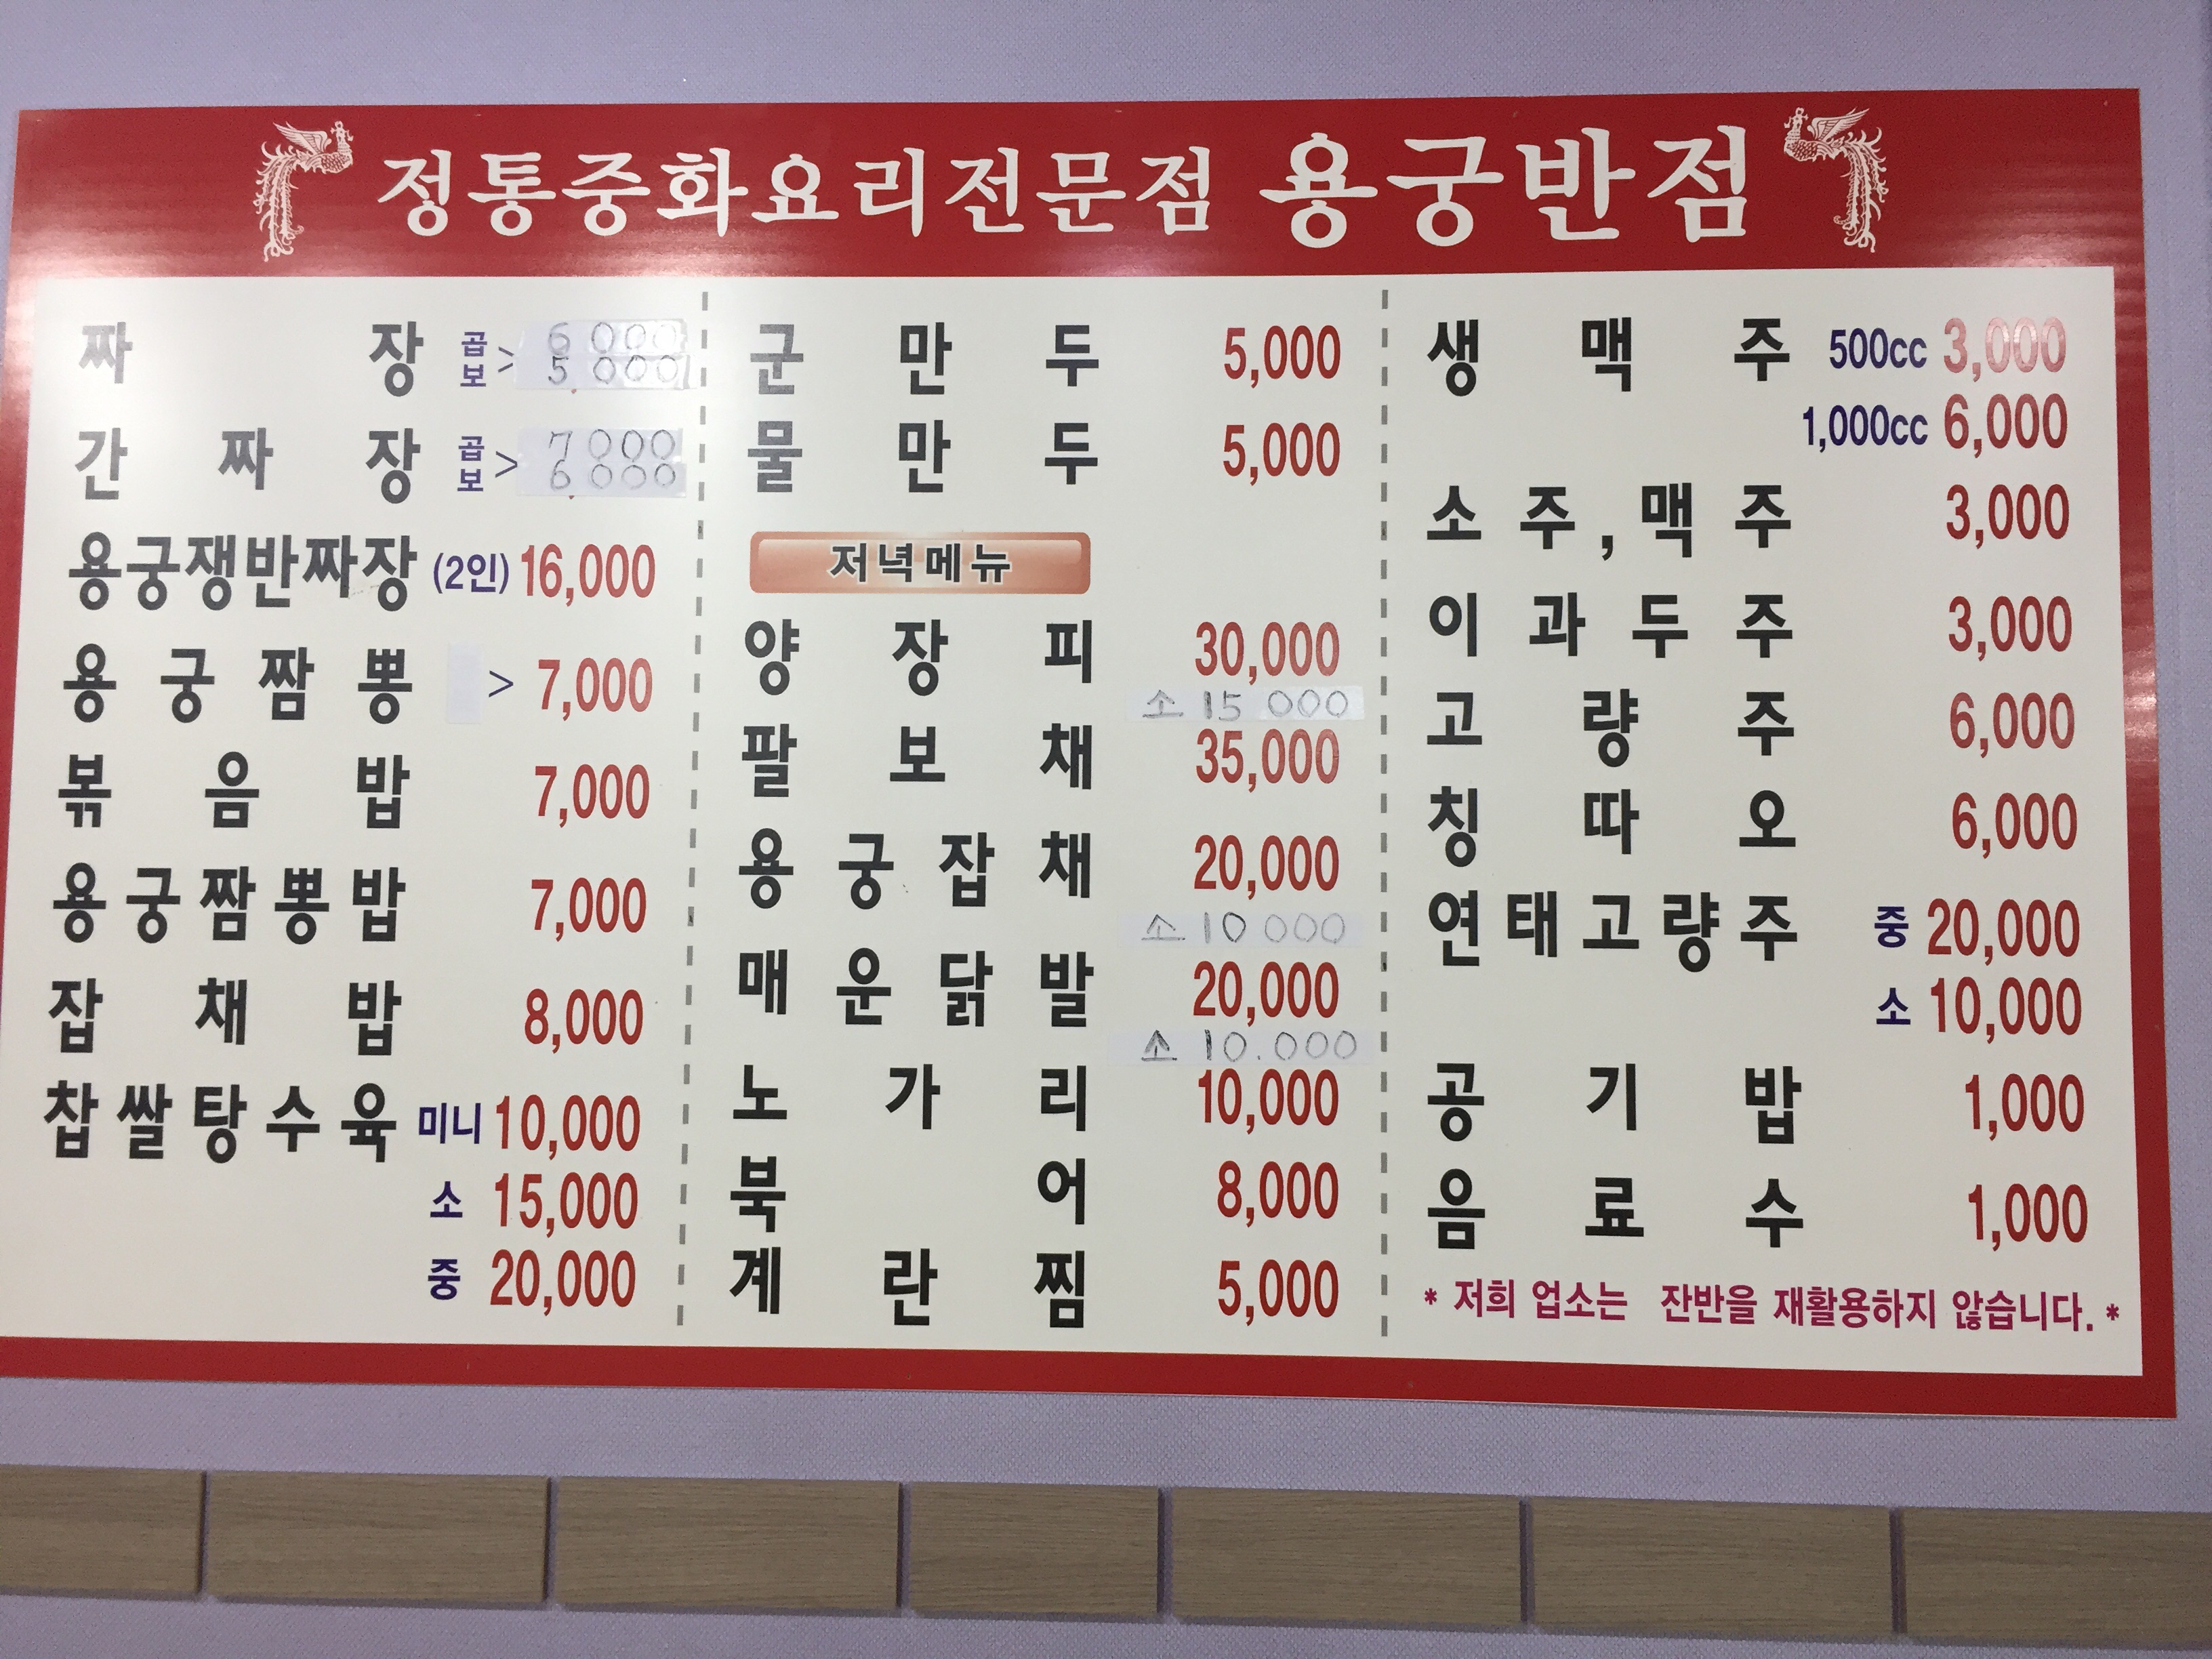 정통중화요리전문점 용궁반점
짜장 곱 보 > 6000 5000
간짜장 곱 보 > 7000 6000
용궁쟁반짜장 (2인) 16,000
용궁짬뽕 > 7,000
볶음밥 7,000
용궁짬뽕밥 7,000
잡채밥 8,000
찹쌀탕수육 미니 10,000
소 15,000
중 20,000
군만두 5,000
물만두 5,000
저녁메뉴
양장피 30,000
소 15 000
팔보채 35,000
용궁잡채 20,000
소 10 000
매운닭발 20,000
소 10.000
노가리 10,000
북어 8,000
계란찜 5,000
생맥주 500cc 3,000
1,000cc 6,000
소주,맥주 3,000
이과두주 3,000
고량주 6,000
칭따오 6,000
연태고량주 중 20,000
소 10,000
공기밥 1,000
음료수 1,000
* 저희 업소는 잔반을 재활용하지 않습니다. *